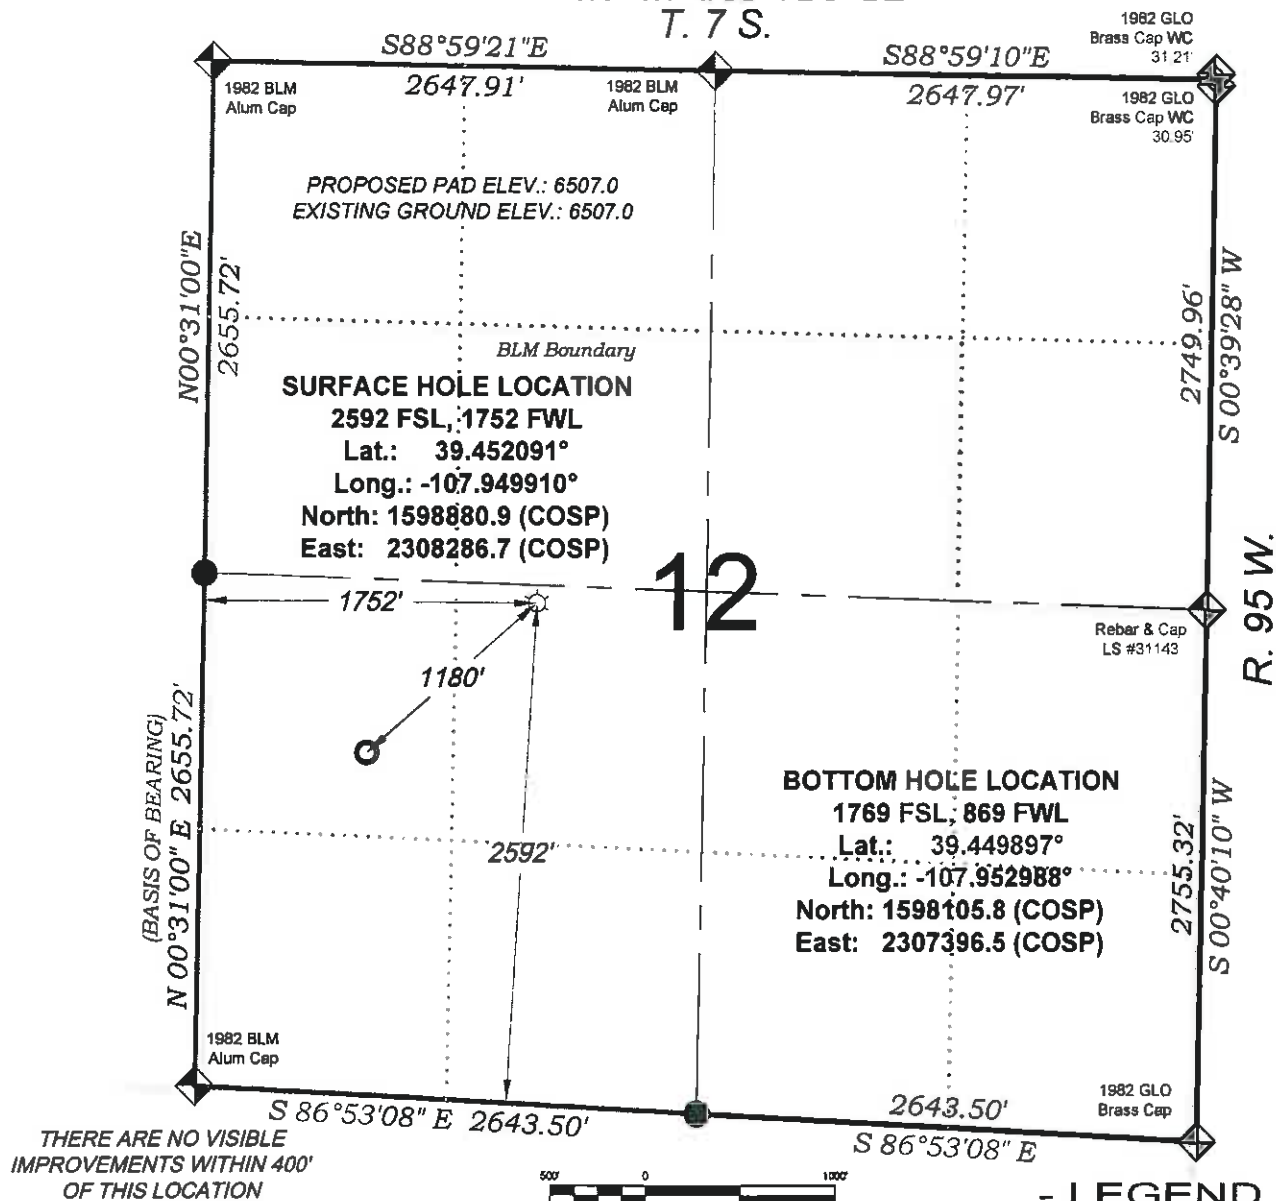 T. 7 S.
1982 GLO
Brass Cap WC
31.21'
S88°59'21"E
S88°59'10"E
2647.91'
2647.97'
1982 BLM
Alum Cap
1982 BLM
Alum Cap
1982 GLO
Brass Cap WC
30.95'
PROPOSED PAD ELEV.: 6507.0
EXISTING GROUND ELEV.: 6507.0
N00°31'00"E
2655.72'
2749.96'
S 00°39'28" W
BLM Boundary
SURFACE HOLE LOCATION
2592 FSL, 1752 FWL
Lat.: 39.452091°
Long.: -107.949910°
North: 1598880.9 (COSP)
East: 2308286.7 (COSP)
12
1752'
R. 95 W.
Rebar & Cap
LS #31143
1180'
(BASIS OF BEARING)
N 00°31'00" E 2655.72'
BOTTOM HOLE LOCATION
1769 FSL, 869 FWL
Lat.: 39.449897°
Long.: -107.952988°
North: 1598105.8 (COSP)
East: 2307396.5 (COSP)
2592'
2755.32'
S 00°40'10" W
1982 BLM
Alum Cap
1982 GLO
Brass Cap
S 86°53'08" E 2643.50'
2643.50'
S 86°53'08" E
THERE ARE NO VISIBLE
IMPROVEMENTS WITHIN 400'
OF THIS LOCATION
500' 0 1000'
- LEGEND